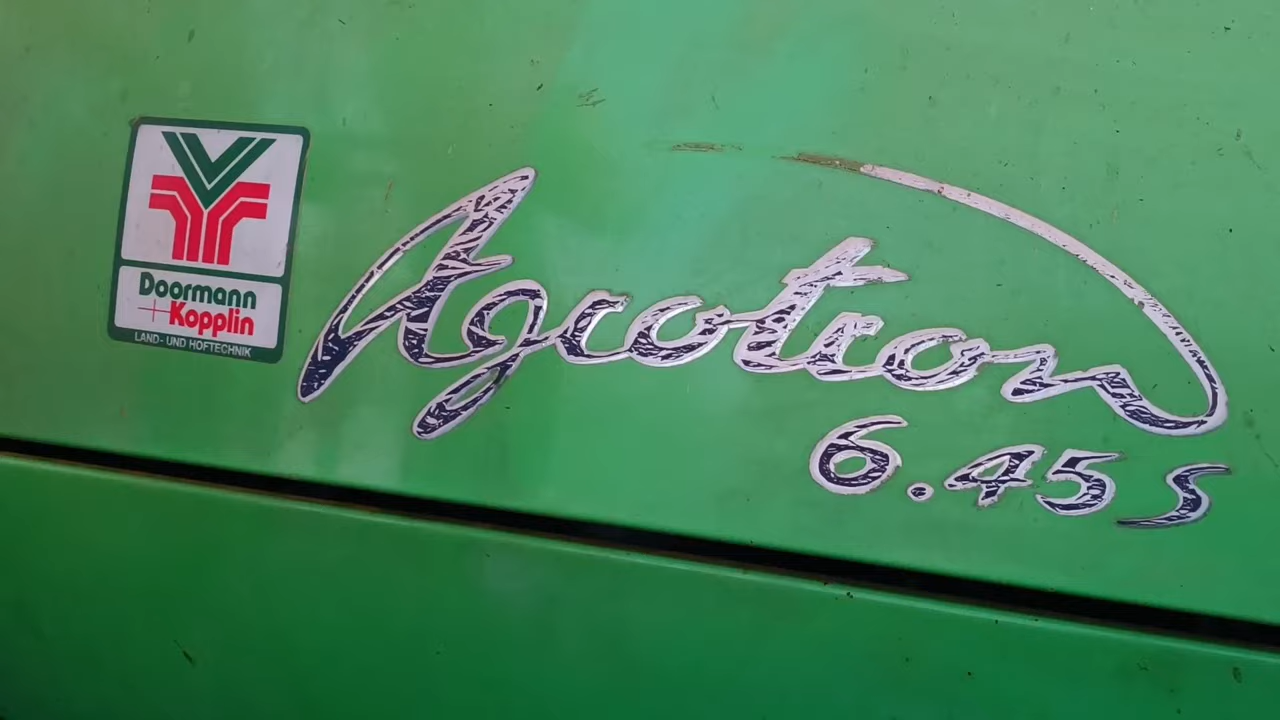 Doormann
+Kopplin
LAND- UND HOFTECHNIK
Agrotron
6.45 S